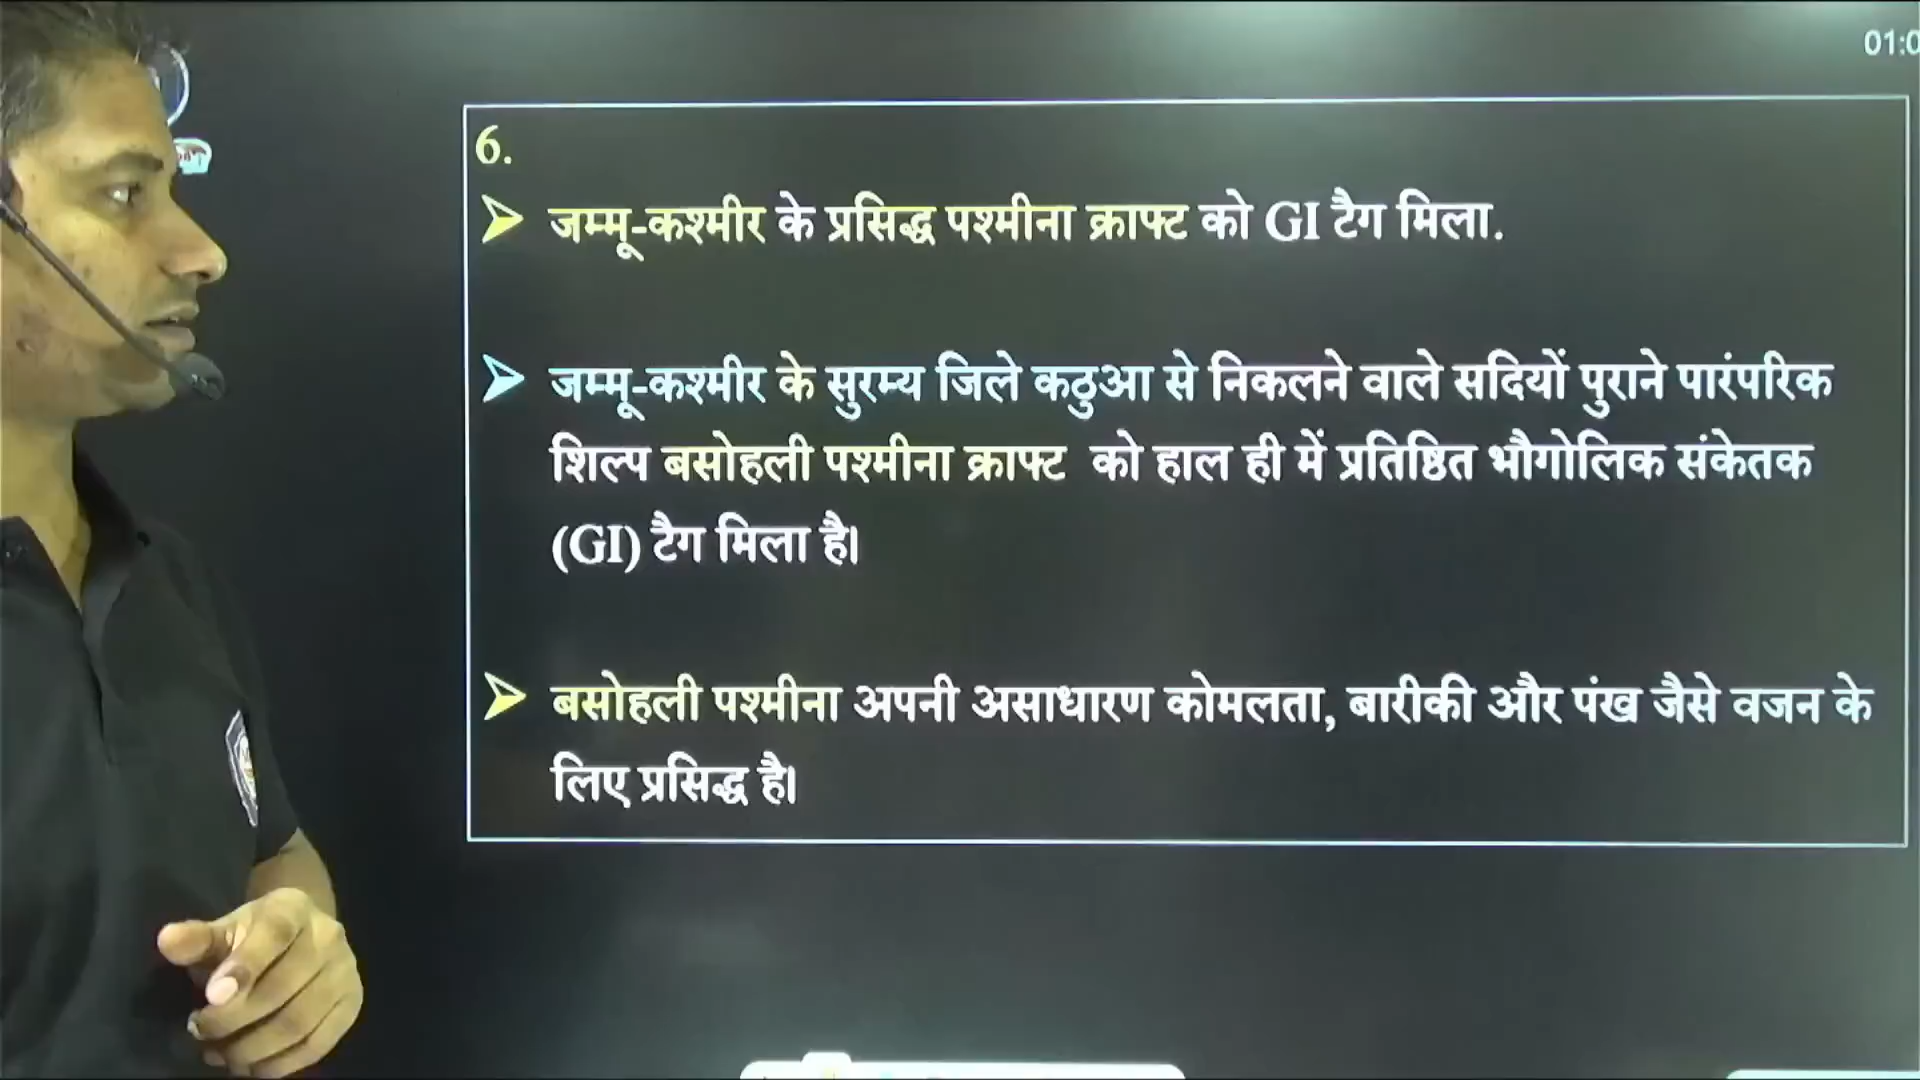 01:0
6.
➢ जम्मू-कश्मीर के प्रसिद्ध पश्मीना क्राफ्ट को GI टैग मिला.
➢ जम्मू-कश्मीर के सुरम्य जिले कठुआ से निकलने वाले सदियों पुराने पारंपरिक
शिल्प बसोहली पश्मीना क्राफ्ट को हाल ही में प्रतिष्ठित भौगोलिक संकेतक
(GI) टैग मिला है।
➢ बसोहली पश्मीना अपनी असाधारण कोमलता, बारीकी और पंख जैसे वजन के
लिए प्रसिद्ध है।